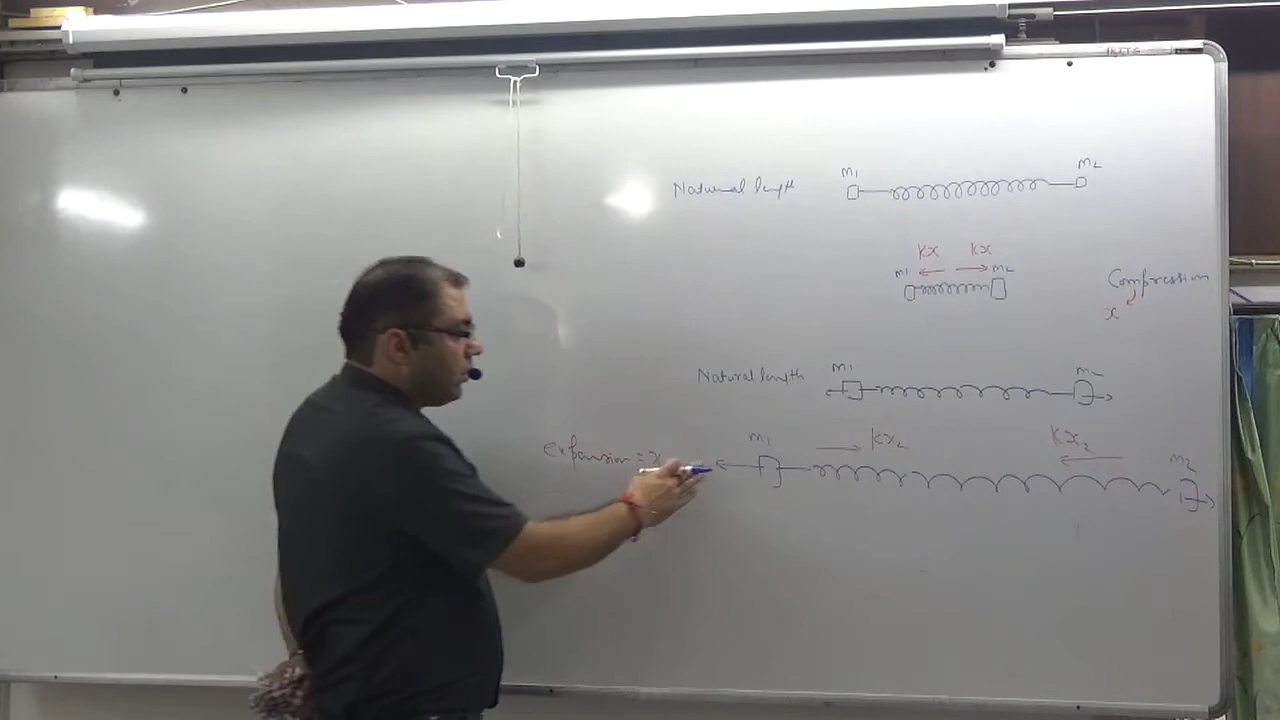 m1 m2
Natural length
Kx Kx
m1 m2
Compression
x
Natural length m1 m2
m1 Kx2 Kx2 m2
expansion = x